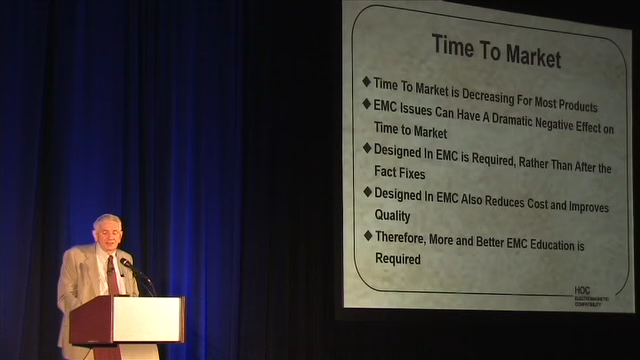 Time To Market
◆ Time To Market is Decreasing For Most Products
◆ EMC Issues Can Have A Dramatic Negative Effect on
Time to Market
◆ Designed In EMC is Required, Rather Than After the
Fact Fixes
◆ Designed In EMC Also Reduces Cost and Improves
Quality
◆ Therefore, More and Better EMC Education is
Required
HOC
ELECTROMAGNETIC
COMPATIBILITY